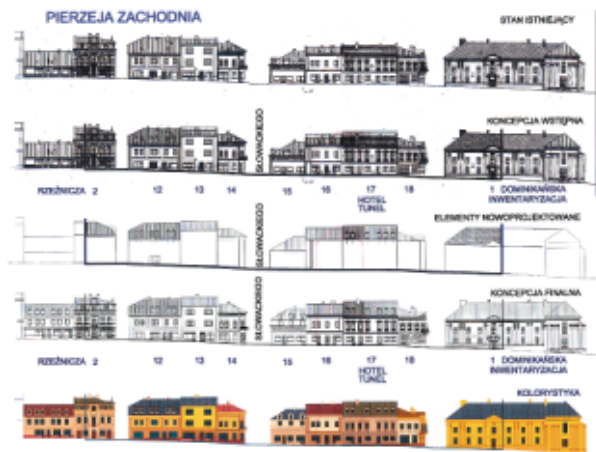 PIERZEJA ZACHODNIA
STAN ISTNIEJĄCY
KONCEPCJA WSTĘPNA
SŁOWACKIEGO
RZEŹNICZA 2 12 13 14 15 16 17 18 1 DOMINIKAŃSKA
HOTEL TUNEL
INWENTARYZACJA
ELEMENTY NOWOPROJEKTOWANE
SŁOWACKIEGO
KONCEPCJA FINALNA
SŁOWACKIEGO
RZEŹNICZA 2 12 13 14 15 16 17 18 1 DOMINIKAŃSKA
HOTEL TUNEL
INWENTARYZACJA
KOLORYSTYKA